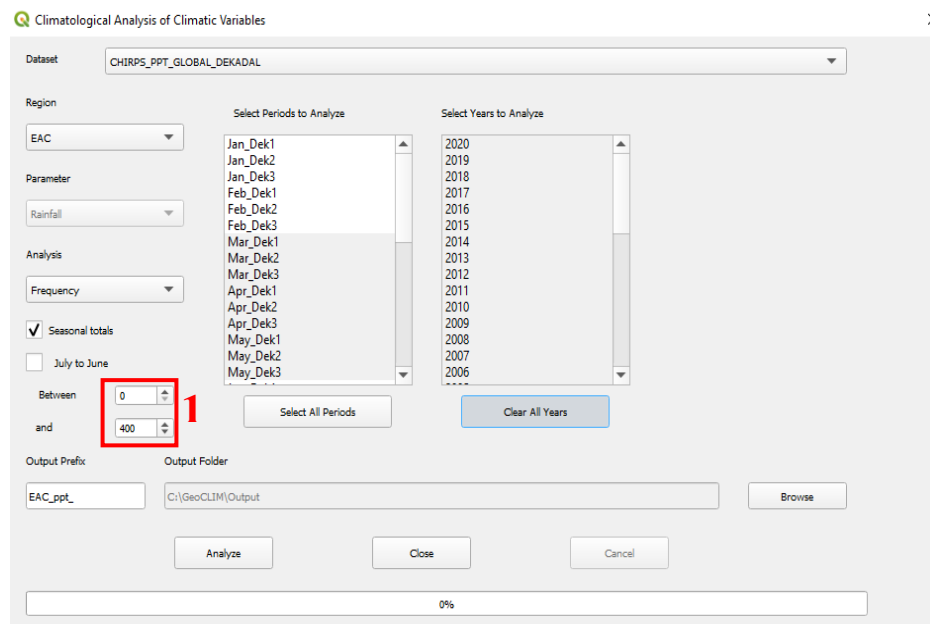 Climatological Analysis of Climatic Variables
Dataset
CHIRPS_PPT_GLOBAL_DEKADAL
Region
EAC
Parameter
Rainfall
Analysis
Frequency
Seasonal totals
July to June
Between
0
and
400
1
Select Periods to Analyze
Jan_Dek1
Jan_Dek2
Jan_Dek3
Feb_Dek1
Feb_Dek2
Feb_Dek3
Mar_Dek1
Mar_Dek2
Mar_Dek3
Apr_Dek1
Apr_Dek2
Apr_Dek3
May_Dek1
May_Dek2
May_Dek3
Select All Periods
Select Years to Analyze
2020
2019
2018
2017
2016
2015
2014
2013
2012
2011
2010
2009
2008
2007
2006
Clear All Years
Output Prefix
EAC_ppt_
Output Folder
C:\GeoCLIM\Output
Browse
Analyze
Close
Cancel
0%